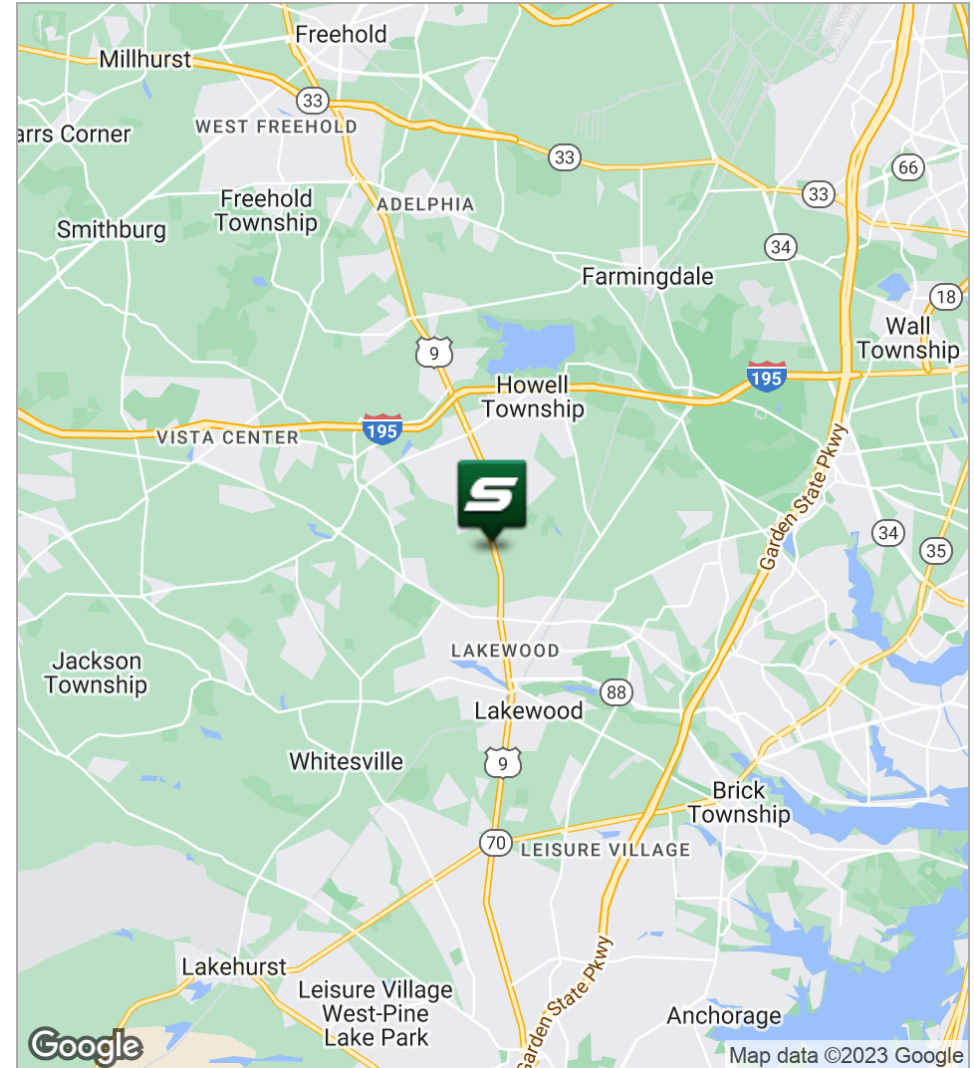 Freehold
Millhurst
33
WEST FREEHOLD
arrs Corner
33
66
33
Freehold
Township
ADELPHIA
Smithburg
34
Farmingdale
18
Wall
Township
9
195
Howell
Township
195
VISTA CENTER
S
Garden State Pkwy
34
35
LAKEWOOD
Jackson
Township
88
Lakewood
Whitesville
9
Brick
Township
70
LEISURE VILLAGE
Lakehurst
Garden State Pkwy
Leisure Village
West-Pine
Lake Park
Anchorage
Google
Map data ©2023 Google